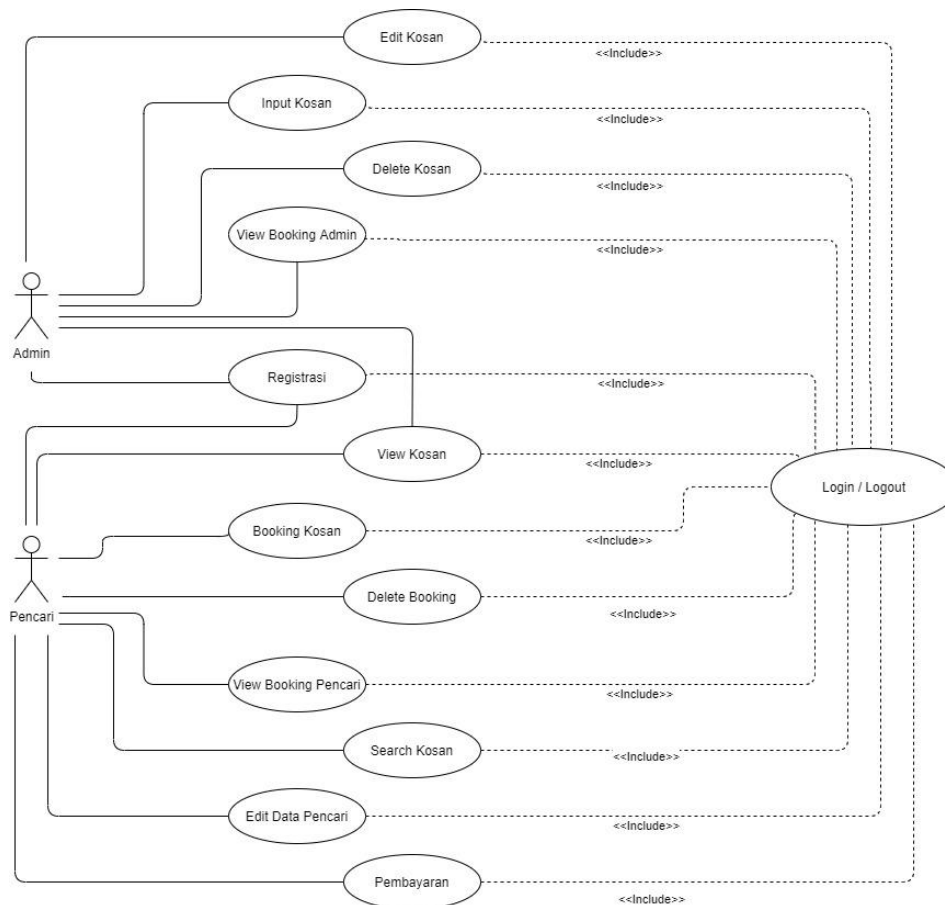 Edit Kosan
<<Include>>
Input Kosan
<<Include>>
Delete Kosan
<<Include>>
View Booking Admin
<<Include>>
Admin
Registrasi
<<Include>>
View Kosan
<<Include>>
Login / Logout
Booking Kosan
<<Include>>
Delete Booking
<<Include>>
Pencari
View Booking Pencari
<<Include>>
Search Kosan
<<Include>>
Edit Data Pencari
<<Include>>
Pembayaran
<<Include>>